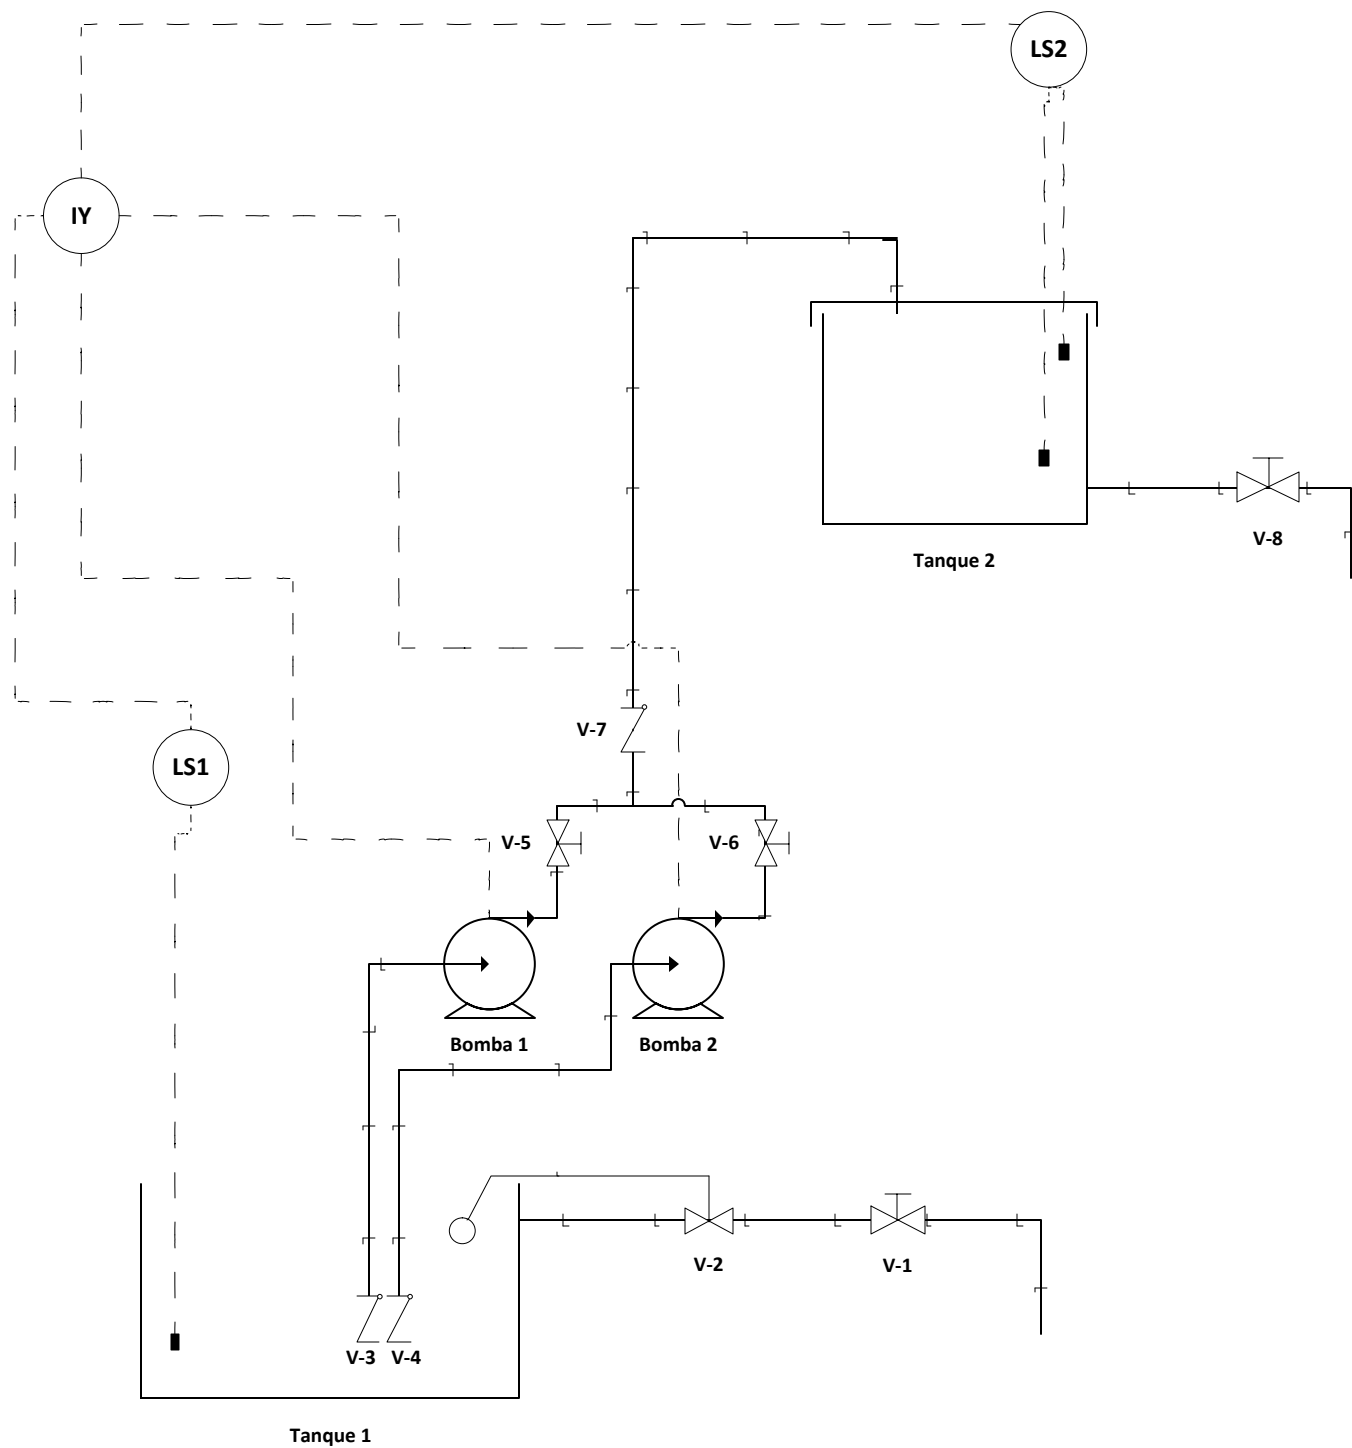 LS2
IY
V-8
Tanque 2
V-7
LS1
V-5
V-6
Bomba 1
Bomba 2
V-2
V-1
V-3
V-4
Tanque 1